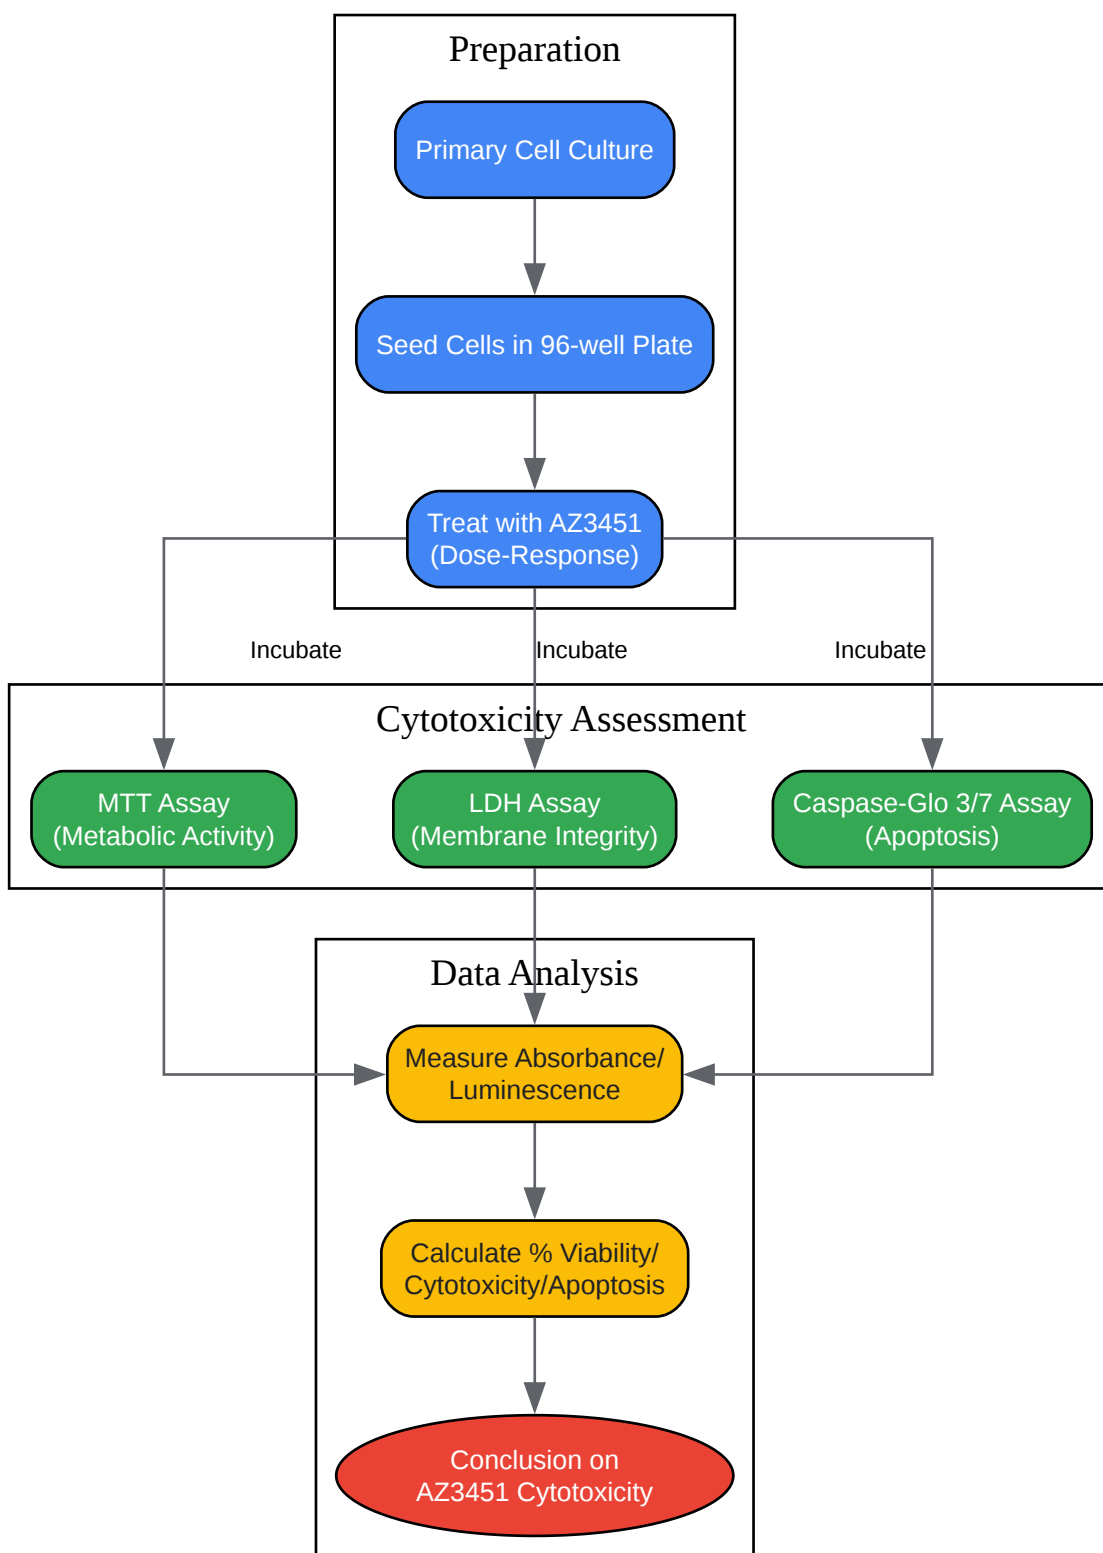 Preparation
Primary Cell Culture
Seed Cells in 96-well Plate
Treat with AZ3451
(Dose-Response)
Incubate
Incubate
Incubate
Cytotoxicity Assessment
MTT Assay
(Metabolic Activity)
LDH Assay
(Membrane Integrity)
Caspase-Glo 3/7 Assay
(Apoptosis)
Data Analysis
Measure Absorbance/
Luminescence
Calculate % Viability/
Cytotoxicity/Apoptosis
Conclusion on
AZ3451 Cytotoxicity